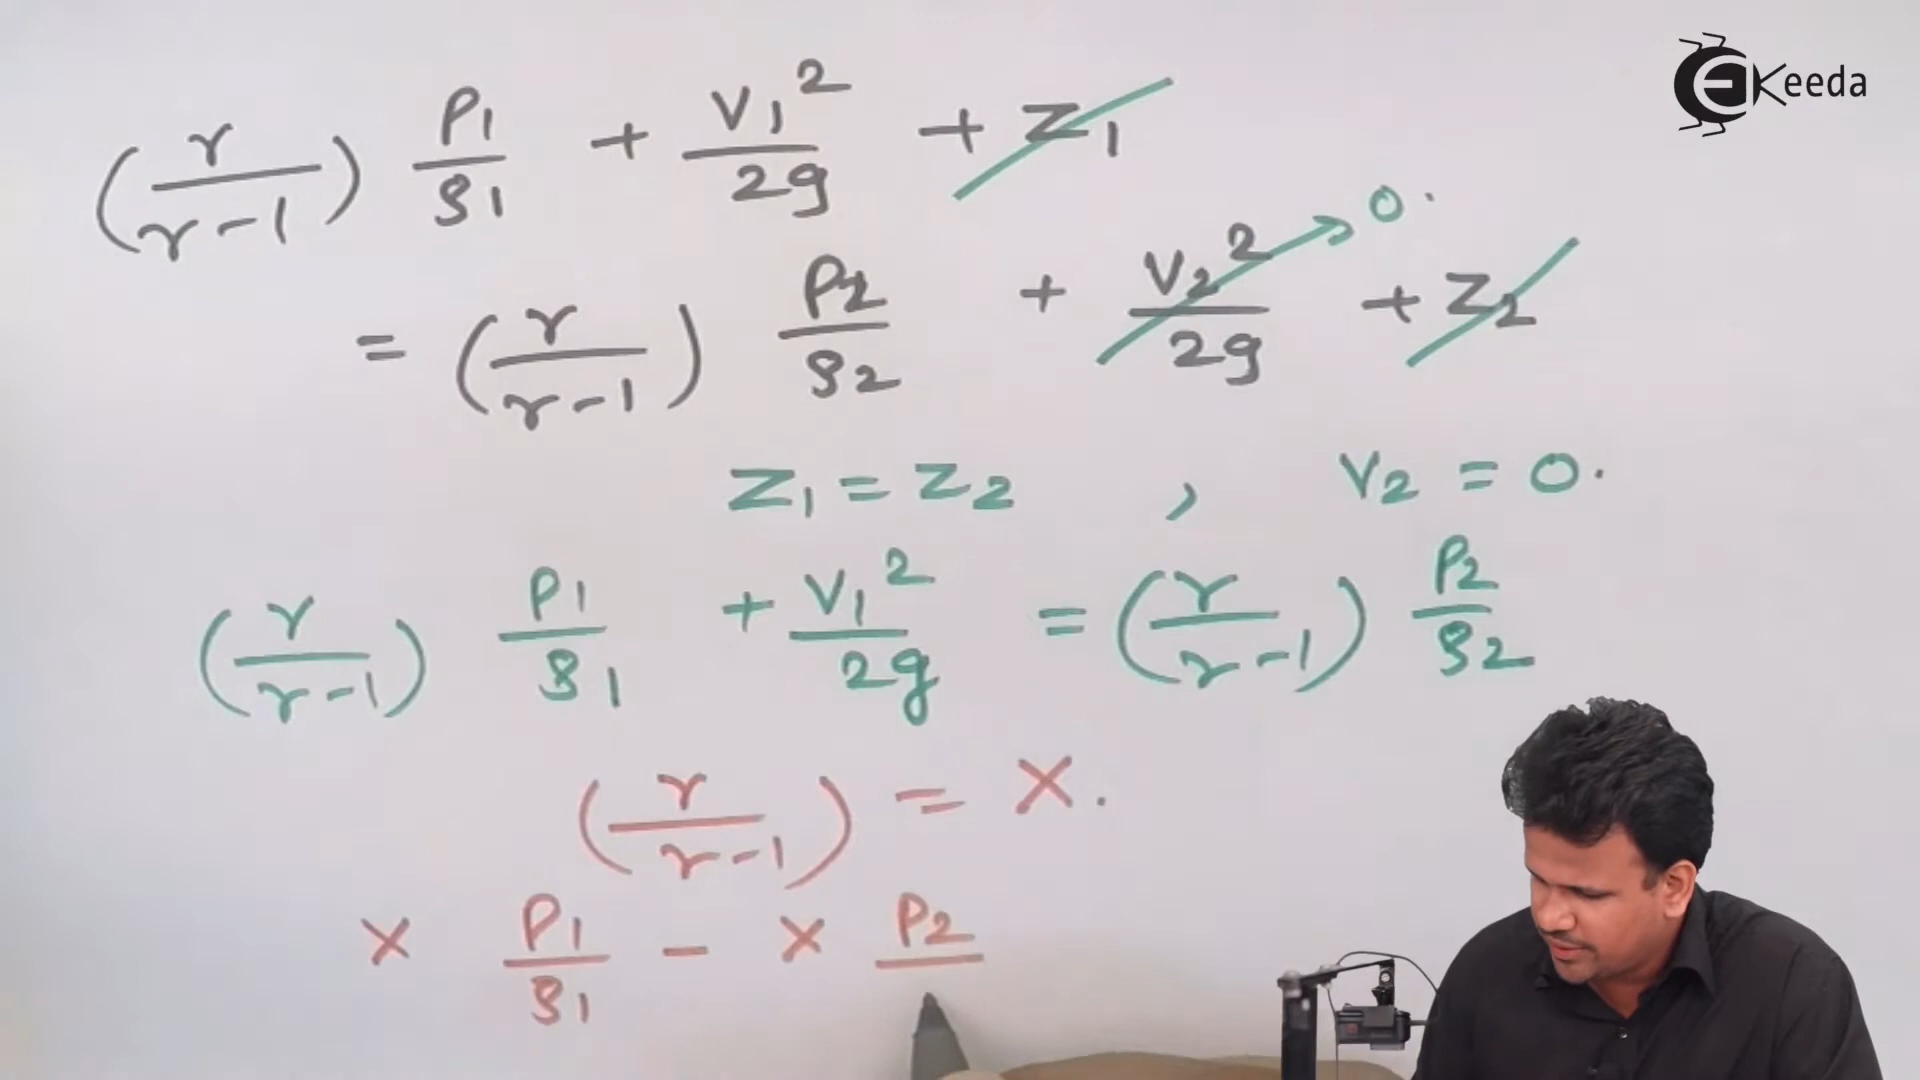 EKeeda
(γ/γ-1) P1/ρ1 + V1²/2g + Z1
= (γ/γ-1) P2/ρ2 + V2²/2g → 0. + Z2
Z1 = Z2 , V2 = 0.
(γ/γ-1) P1/ρ1 + V1²/2g = (γ/γ-1) P2/ρ2
(γ/γ-1) = X.
X P1/ρ1 - X P2/